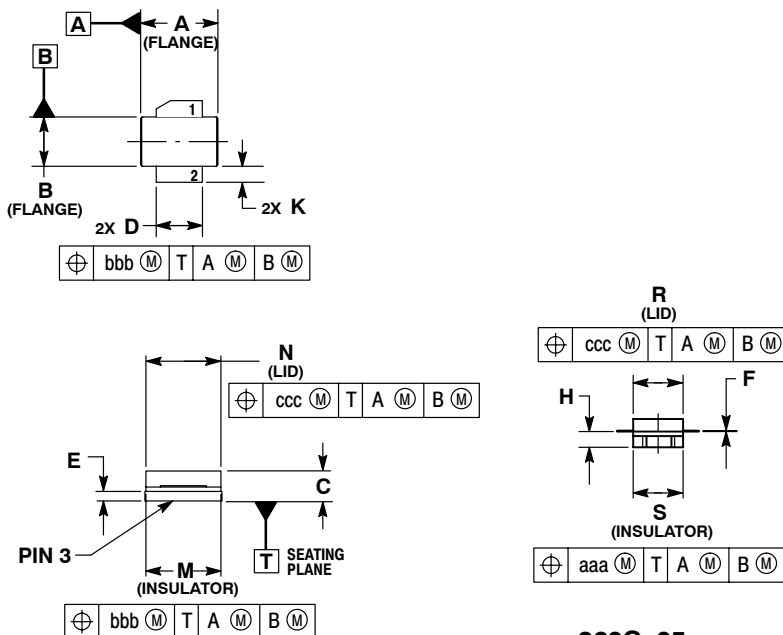 A
A
(FLANGE)
B
1
2
B
(FLANGE)
2X K
2X D
⌖ bbb Ⓜ T A Ⓜ B Ⓜ
R
(LID)
⌖ ccc Ⓜ T A Ⓜ B Ⓜ
N
(LID)
⌖ ccc Ⓜ T A Ⓜ B Ⓜ
H
F
E
C
S
(INSULATOR)
PIN 3
T SEATING
PLANE
M
(INSULATOR)
⌖ aaa Ⓜ T A Ⓜ B Ⓜ
⌖ bbb Ⓜ T A Ⓜ B Ⓜ